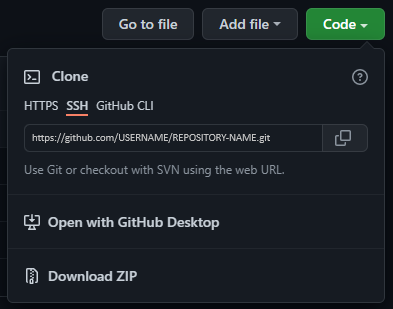 Go to file Add file Code
Clone
HTTPS SSH GitHub CLI
https://github.com/USERNAME/REPOSITORY-NAME.git
Use Git or checkout with SVN using the web URL.
Open with GitHub Desktop
Download ZIP